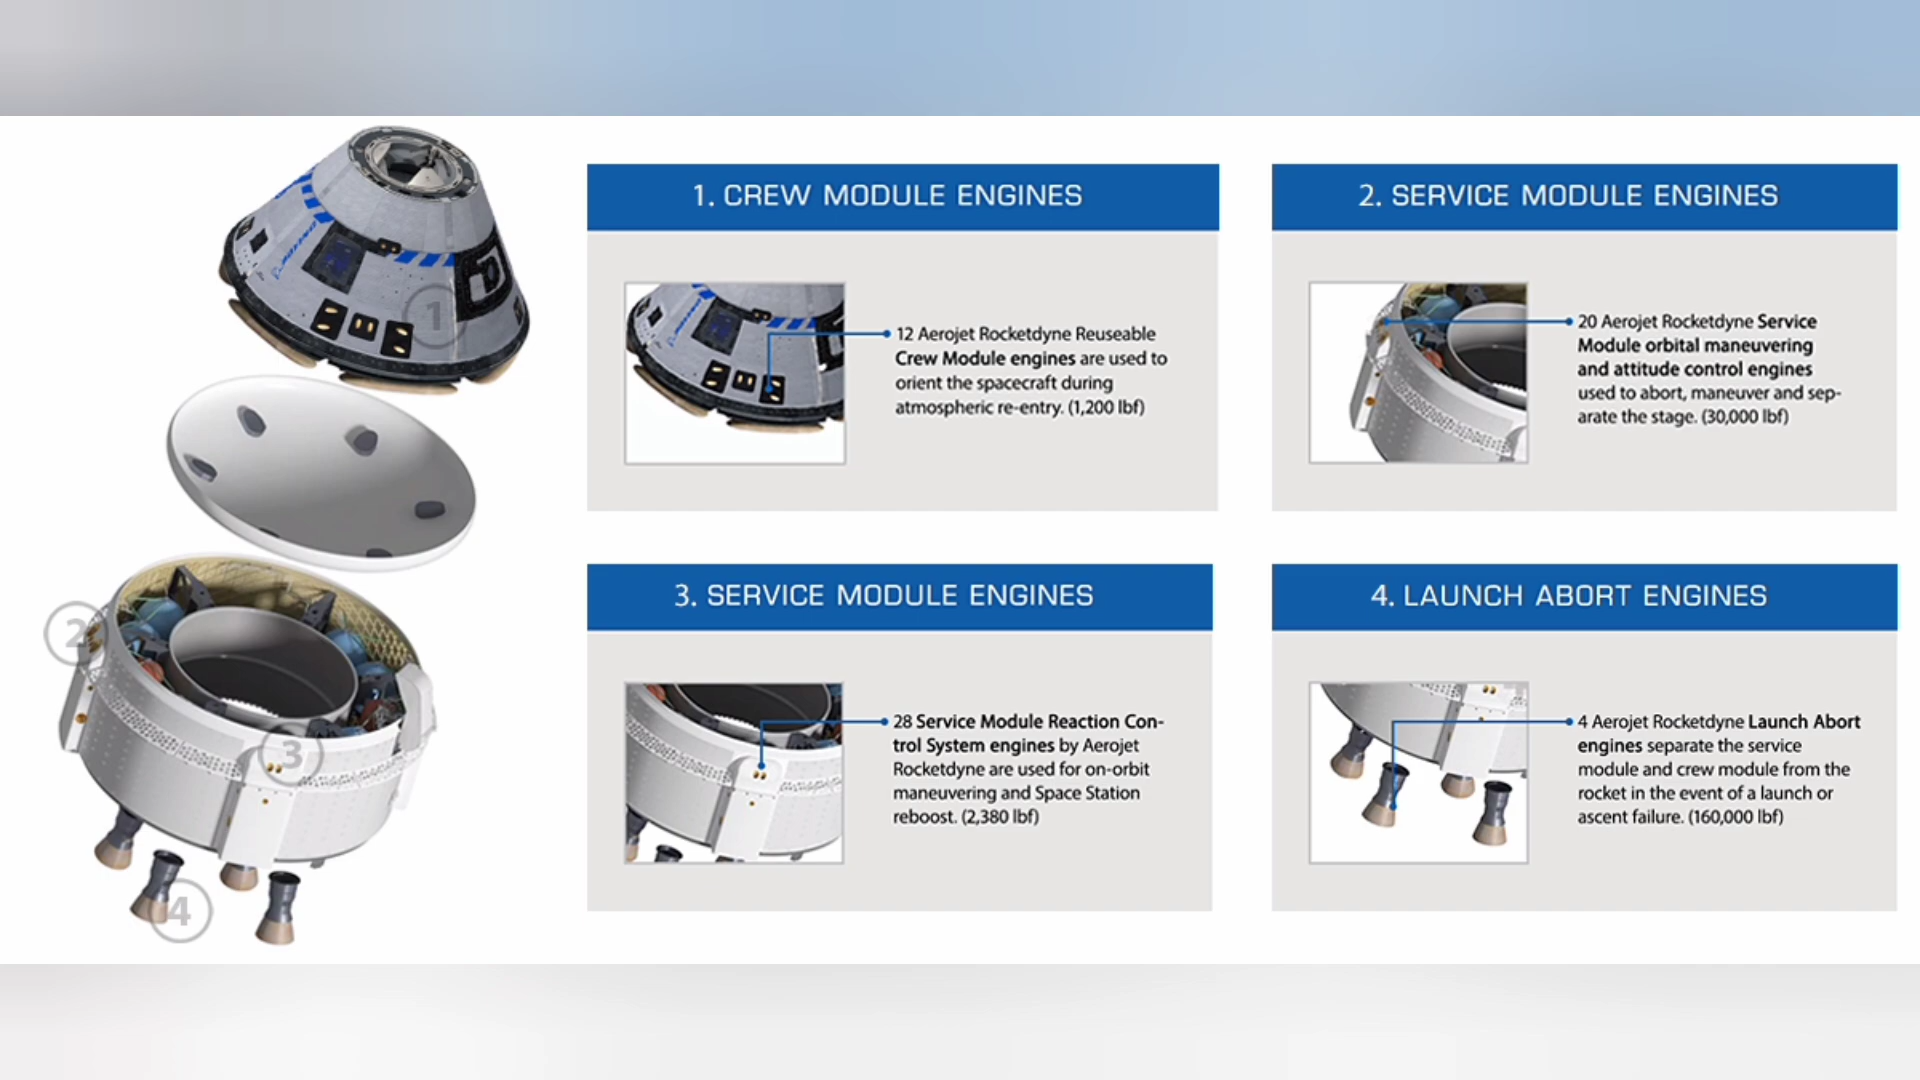 1. CREW MODULE ENGINES
12 Aerojet Rocketdyne Reuseable
Crew Module engines are used to
orient the spacecraft during
atmospheric re-entry. (1,200 lbf)
2. SERVICE MODULE ENGINES
20 Aerojet Rocketdyne Service
Module orbital maneuvering
and attitude control engines
used to abort, maneuver and sep-
arate the stage. (30,000 lbf)
3. SERVICE MODULE ENGINES
28 Service Module Reaction Con-
trol System engines by Aerojet
Rocketdyne are used for on-orbit
maneuvering and Space Station
reboost. (2,380 lbf)
4. LAUNCH ABORT ENGINES
4 Aerojet Rocketdyne Launch Abort
engines separate the service
module and crew module from the
rocket in the event of a launch or
ascent failure. (160,000 lbf)
BOEING
1
2
3
4